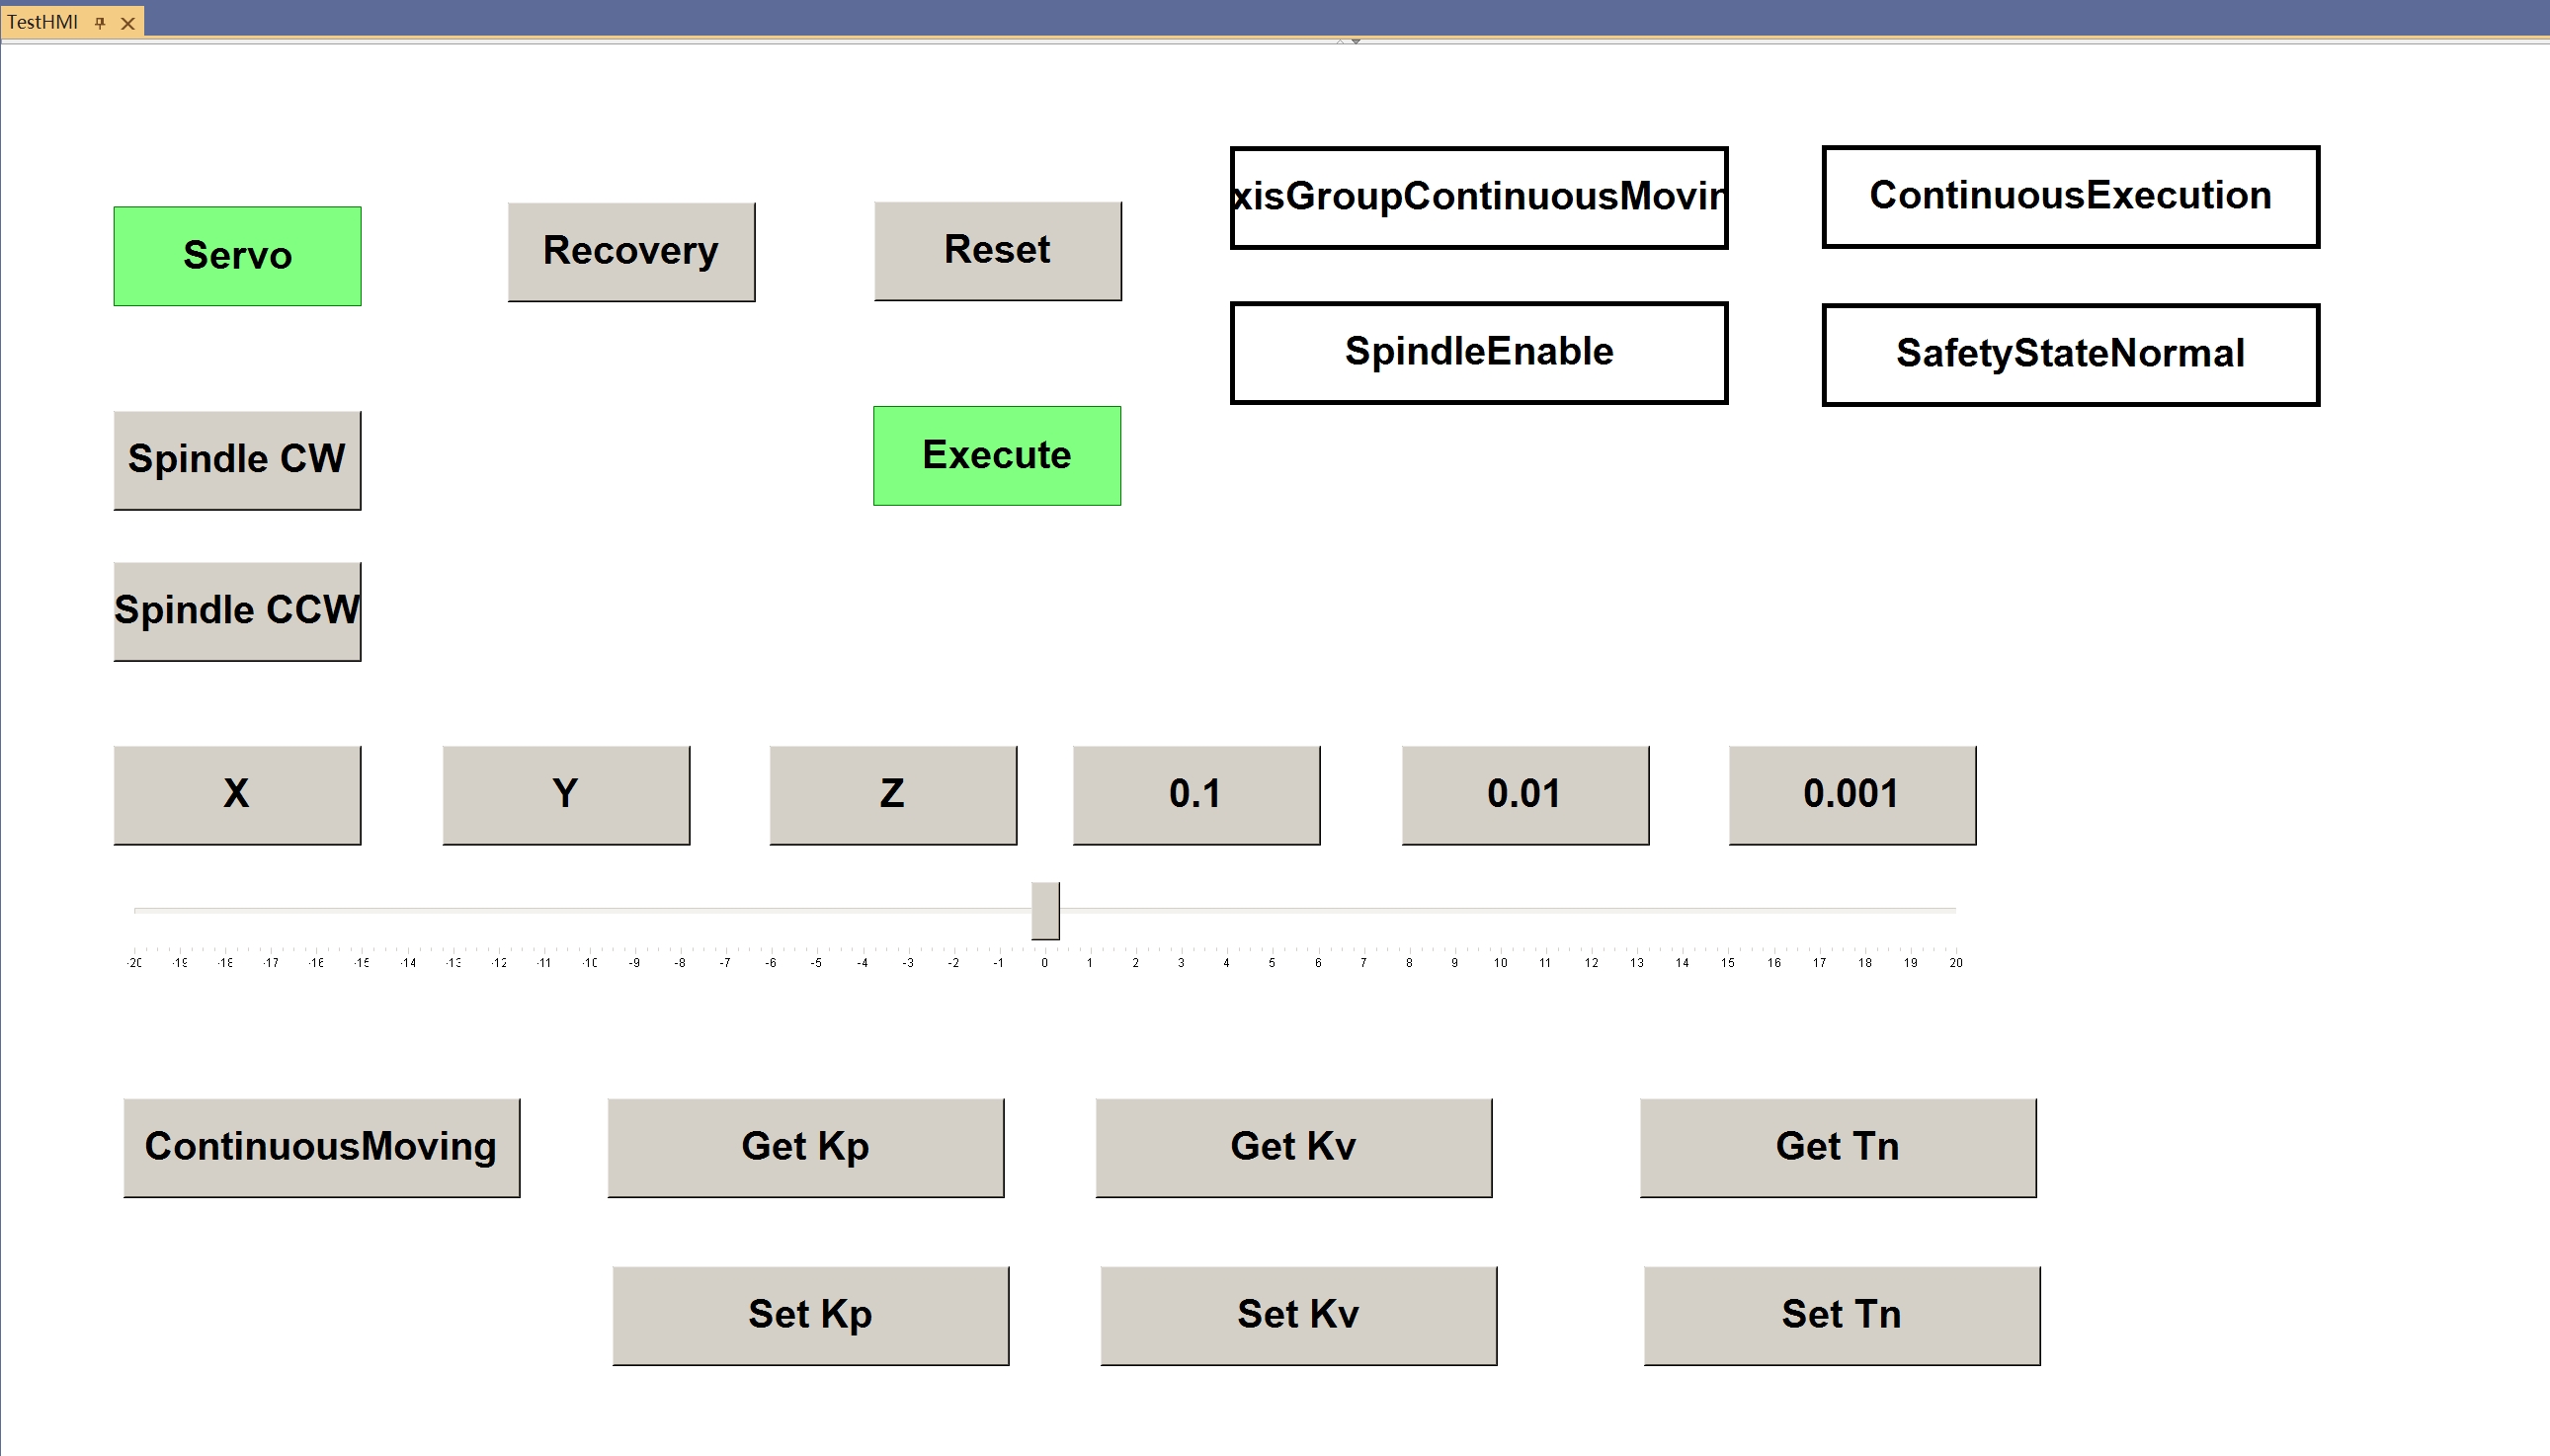 TestHMI
xisGroupContinuousMovin
ContinuousExecution
Servo
Recovery
Reset
SpindleEnable
SafetyStateNormal
Spindle CW
Execute
Spindle CCW
X
Y
Z
0.1
0.01
0.001
-20 -19 -18 -17 -16 -15 -14 -13 -12 -11 -10 -9 -8 -7 -6 -5 -4 -3 -2 -1 0 1 2 3 4 5 6 7 8 9 10 11 12 13 14 15 16 17 18 19 20
ContinuousMoving
Get Kp
Get Kv
Get Tn
Set Kp
Set Kv
Set Tn